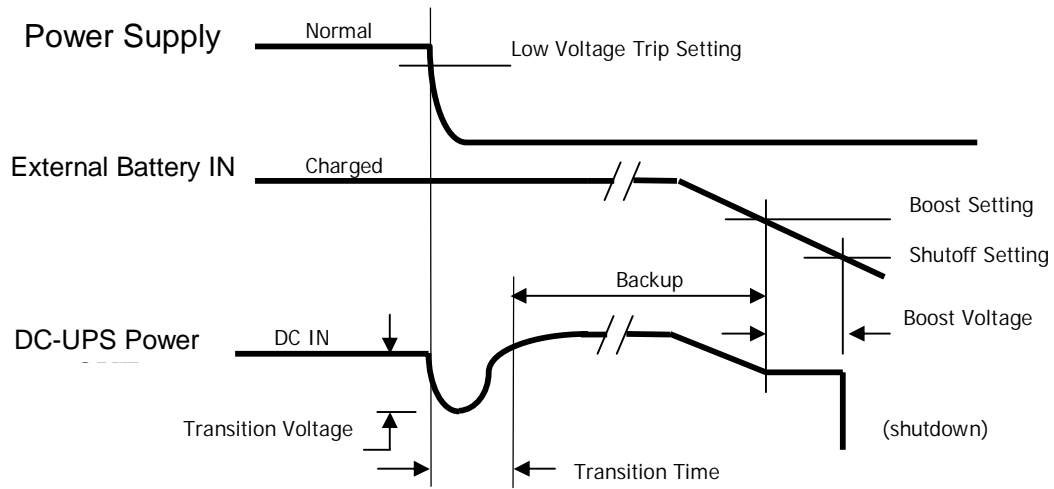 Power Supply
Normal
Low Voltage Trip Setting
External Battery IN
Charged
Boost Setting
Shutoff Setting
Backup
Boost Voltage
DC-UPS Power
DC IN
Transition Voltage
(shutdown)
Transition Time